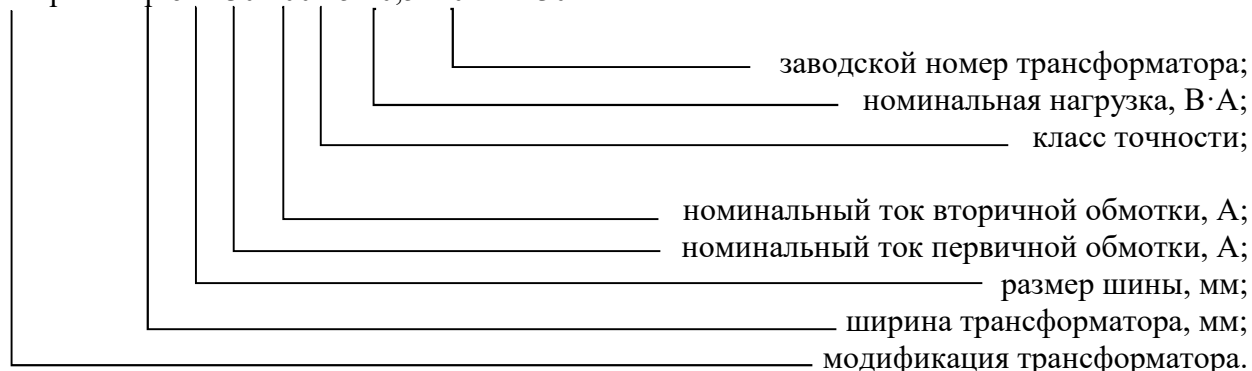 заводской номер трансформатора;
номинальная нагрузка, В·А;
класс точности;
номинальный ток вторичной обмотки, А;
номинальный ток первичной обмотки, А;
размер шины, мм;
ширина трансформатора, мм;
модификация трансформатора.